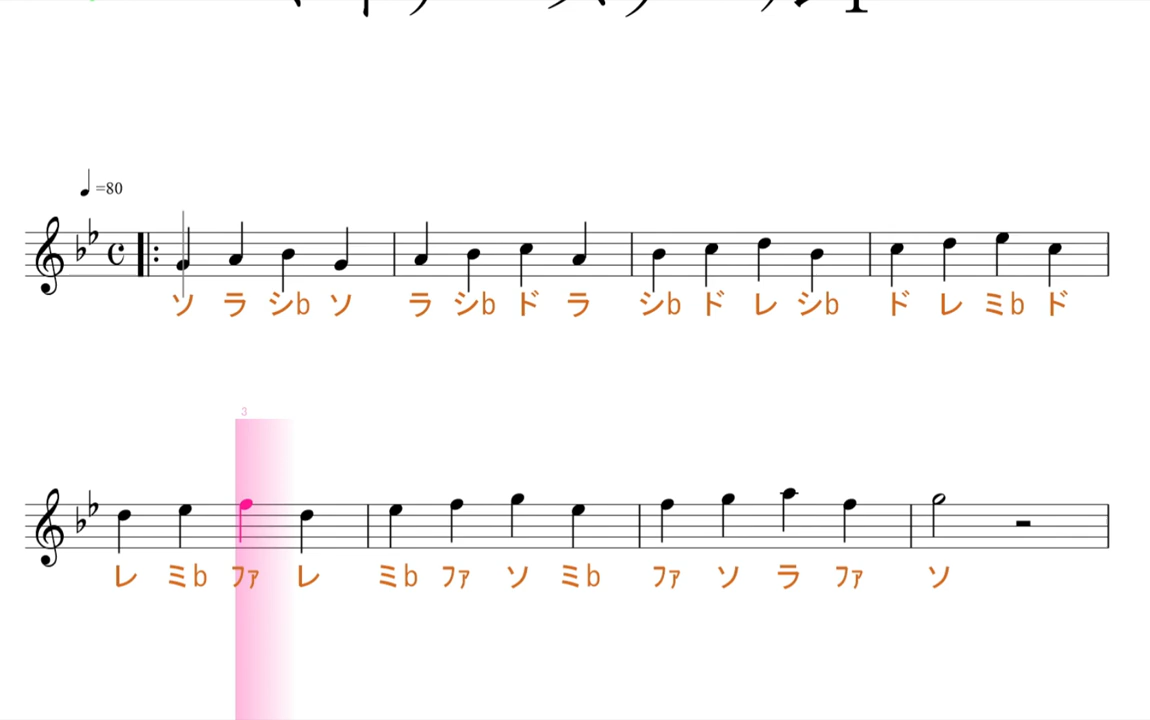 =80
ソ ラ シb ソ ラ シb ド ラ シb ド レ シb ド レ ミb ド
3
レ ミb ファ レ ミb ファ ソ ミb ファ ソ ラ ファ ソ